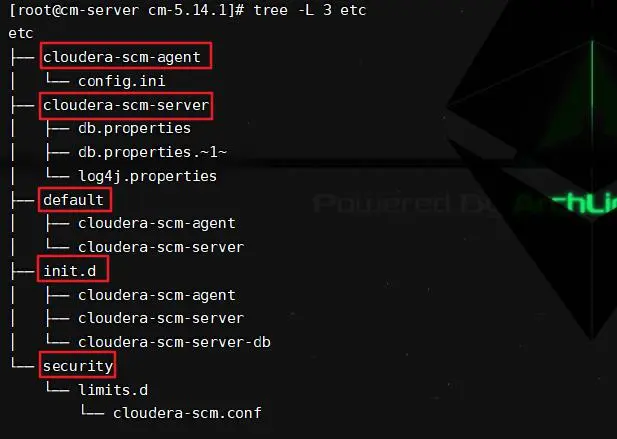 [root@cm-server cm-5.14.1]# tree -L 3 etc
etc
├── cloudera-scm-agent
│   └── config.ini
├── cloudera-scm-server
│   ├── db.properties
│   ├── db.properties.~1~
│   └── log4j.properties
├── default
│   ├── cloudera-scm-agent
│   └── cloudera-scm-server
├── init.d
│   ├── cloudera-scm-agent
│   ├── cloudera-scm-server
│   └── cloudera-scm-server-db
└── security
    └── limits.d
        └── cloudera-scm.conf
Powered By ArchLi